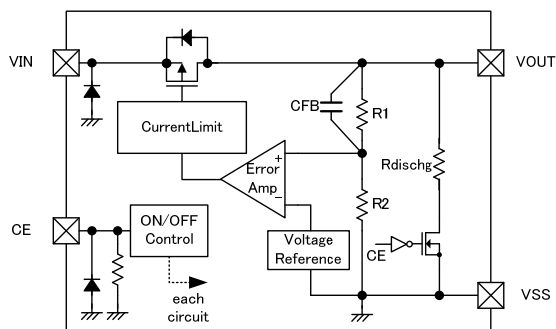 VIN
VOUT
CFB
R1
CurrentLimit
Rdischg
+
Error
Amp
-
R2
CE
ON/OFF
Control
Voltage
Reference
CE
each
circuit
VSS